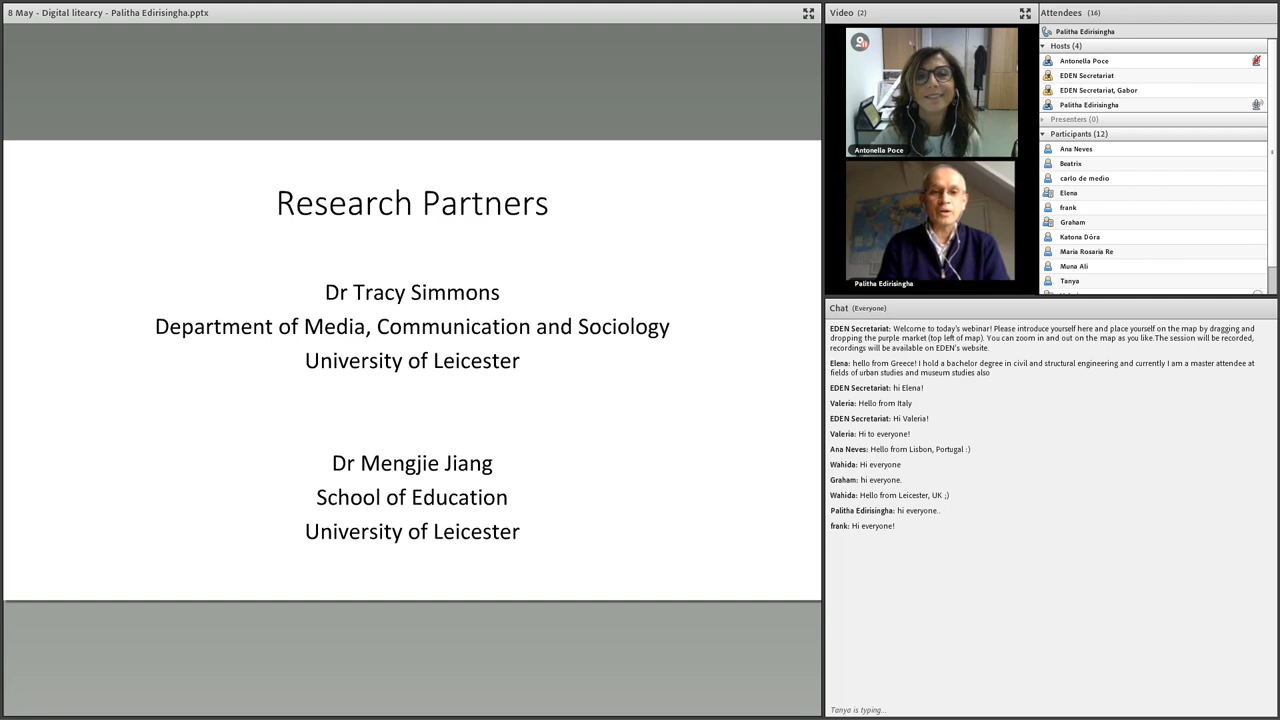 8 May - Digital litearcy - Palitha Edirisingha.pptx
Research Partners
Dr Tracy Simmons
Department of Media, Communication and Sociology
University of Leicester
Dr Mengjie Jiang
School of Education
University of Leicester
Video (2)
Antonella Poce
Palitha Edirisingha
Attendees (16)
Palitha Edirisingha
Hosts (4)
Antonella Poce
EDEN Secretariat
EDEN Secretariat, Gabor
Palitha Edirisingha
Presenters (0)
Participants (12)
Ana Neves
Beatrix
carlo de medio
Elena
frank
Graham
Katona Dóra
Maria Rosaria Re
Muna Ali
Tanya
Chat (Everyone)
EDEN Secretariat: Welcome to today's webinar! Please introduce yourself here and place yourself on the map by dragging and
dropping the purple market (top left of map). You can zoom in and out on the map as you like.The session will be recorded,
recordings will be available on EDEN's website.
Elena: hello from Greece! I hold a bachelor degree in civil and structural engineering and currently I am a master attendee at
fields of urban studies and museum studies also
EDEN Secretariat: hi Elena!
Valeria: Hello from Italy
EDEN Secretariat: Hi Valeria!
Valeria: Hi to everyone!
Ana Neves: Hello from Lisbon, Portugal :)
Wahida: Hi everyone
Graham: hi everyone.
Wahida: Hello from Leicester, UK ;)
Palitha Edirisingha: hi everyone..
frank: Hi everyone!
Tanya is typing...